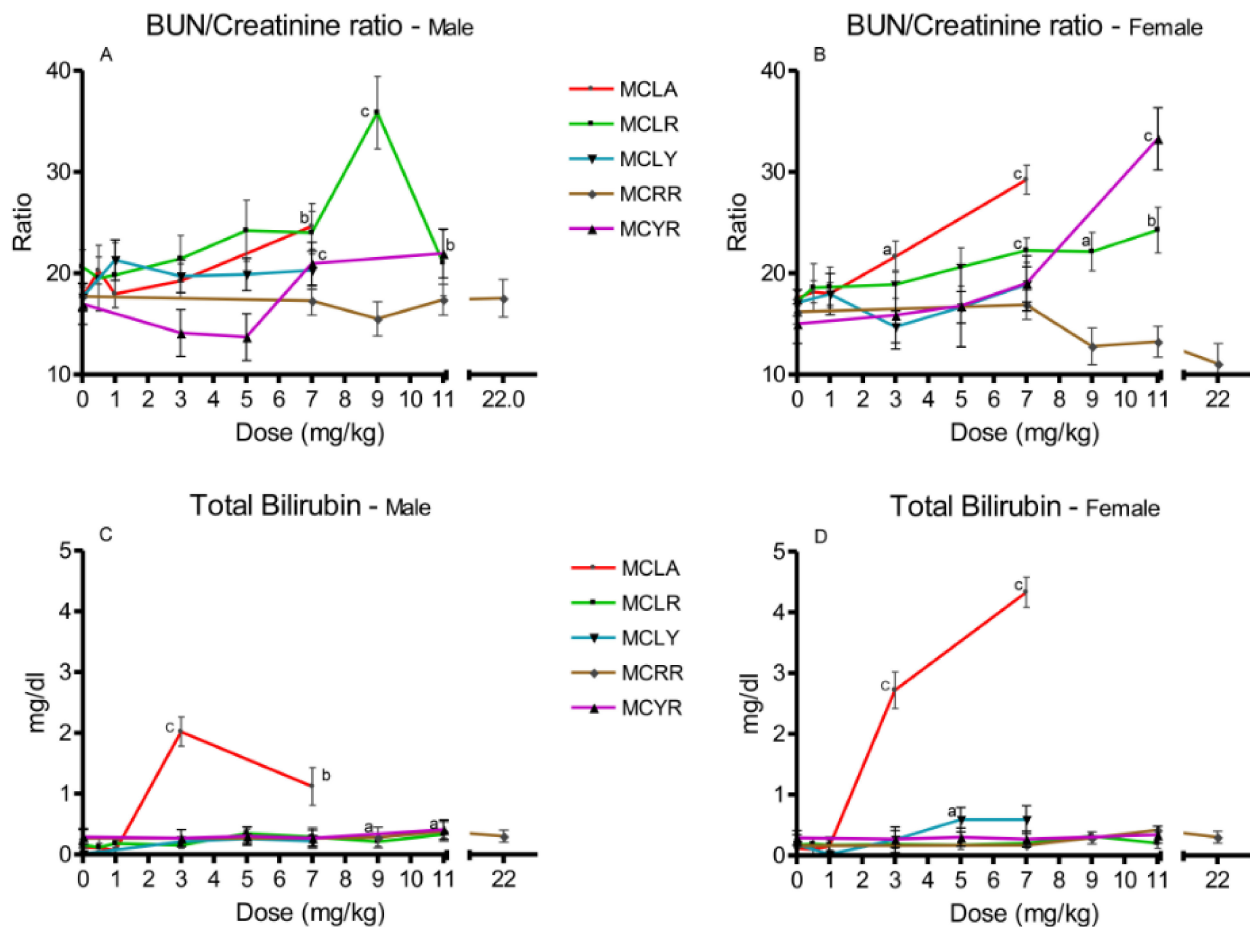 BUN/Creatinine ratio - Male
A
40
30
20
10
Ratio
c
b
c
b
0 1 2 3 4 5 6 7 8 9 10 11 22.0
Dose (mg/kg)
MCLA
MCLR
MCLY
MCRR
MCYR
BUN/Creatinine ratio - Female
B
40
30
20
10
Ratio
a
c
c
a
c
b
0 1 2 3 4 5 6 7 8 9 10 11 22
Dose (mg/kg)
Total Bilirubin - Male
C
5
4
3
2
1
0
mg/dl
c
b
a
a
0 1 2 3 4 5 6 7 8 9 10 11 22
Dose (mg/kg)
MCLA
MCLR
MCLY
MCRR
MCYR
Total Bilirubin - Female
D
5
4
3
2
1
0
mg/dl
c
c
a
0 1 2 3 4 5 6 7 8 9 10 11 22
Dose (mg/kg)